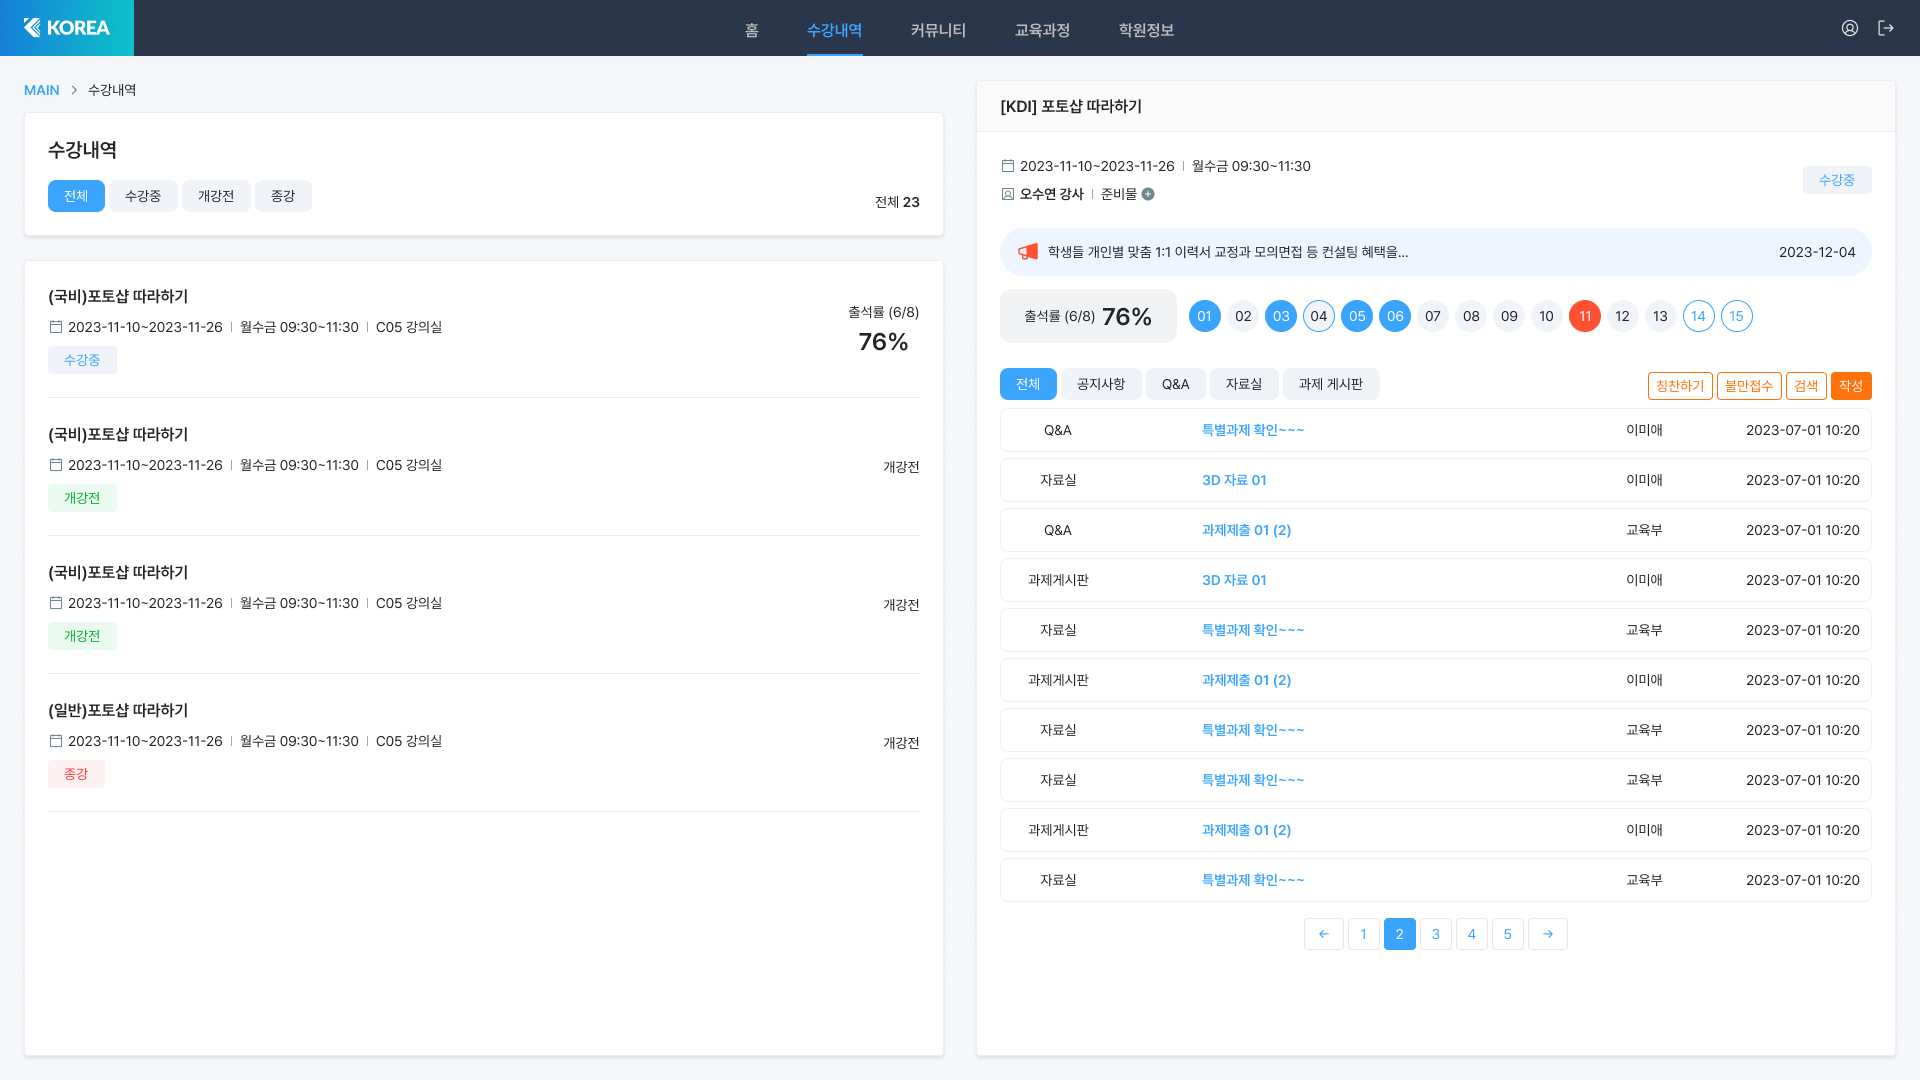 KOREA
홈 수강내역 커뮤니티 교육과정 학원정보
MAIN > 수강내역
수강내역
전체 수강중 개강전 종강
전체 23
(국비)포토샵 따라하기
2023-11-10~2023-11-26 | 월수금 09:30~11:30 | C05 강의실
수강중
출석률 (6/8)
76%
(국비)포토샵 따라하기
2023-11-10~2023-11-26 | 월수금 09:30~11:30 | C05 강의실
개강전
개강전
(국비)포토샵 따라하기
2023-11-10~2023-11-26 | 월수금 09:30~11:30 | C05 강의실
개강전
개강전
(일반)포토샵 따라하기
2023-11-10~2023-11-26 | 월수금 09:30~11:30 | C05 강의실
개강전
종강
[KDI] 포토샵 따라하기
2023-11-10~2023-11-26 | 월수금 09:30~11:30
오수연 강사 | 준비물
수강중
학생들 개인별 맞춤 1:1 이력서 교정과 모의면접 등 컨설팅 혜택을... 2023-12-04
출석률 (6/8) 76% 01 02 03 04 05 06 07 08 09 10 11 12 13 14 15
전체 공지사항 Q&A 자료실 과제 게시판 칭찬하기 불만접수 검색 작성
Q&A 특별과제 확인~~~ 이미애 2023-07-01 10:20
자료실 3D 자료 01 이미애 2023-07-01 10:20
Q&A 과제제출 01 (2) 교육부 2023-07-01 10:20
과제게시판 3D 자료 01 이미애 2023-07-01 10:20
자료실 특별과제 확인~~~ 교육부 2023-07-01 10:20
과제게시판 과제제출 01 (2) 이미애 2023-07-01 10:20
자료실 특별과제 확인~~~ 교육부 2023-07-01 10:20
자료실 특별과제 확인~~~ 교육부 2023-07-01 10:20
과제게시판 과제제출 01 (2) 이미애 2023-07-01 10:20
자료실 특별과제 확인~~~ 교육부 2023-07-01 10:20
← 1 2 3 4 5 →